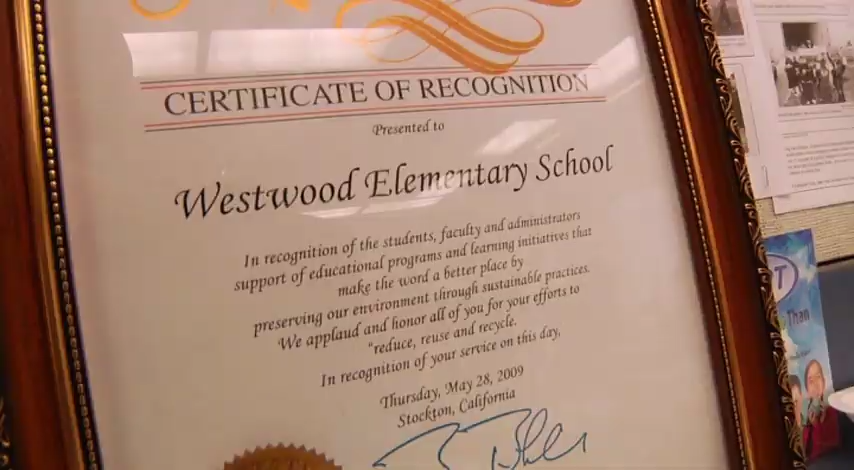 CERTIFICATE OF RECOGNITION
Presented to
Westwood Elementary School
In recognition of the students, faculty and administrators
support of educational programs and learning initiatives that
make the word a better place by
preserving our environment through sustainable practices.
We applaud and honor all of you for your efforts to
"reduce, reuse and recycle.
In recognition of your service on this day,
Thursday, May 28, 2009
Stockton, California
T
Than